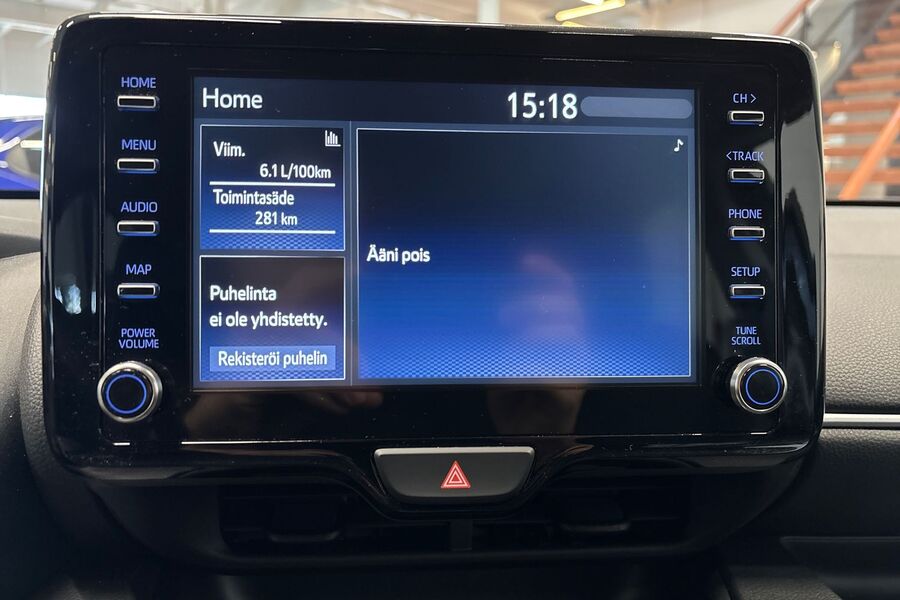 HOME
MENU
AUDIO
MAP
POWER
VOLUME
Home
15:18
Viim.
6.1 L/100km
Toimintasäde
281 km
Puhelinta
ei ole yhdistetty.
Rekisteröi puhelin
Ääni pois
CH >
<TRACK
PHONE
SETUP
TUNE
SCROLL